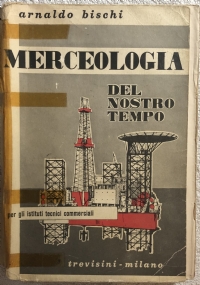 arnaldo bischi
MERCEOLOGIA
DEL
NOSTRO
TEMPO
per gli istituti tecnici commerciali
trevisini - milano